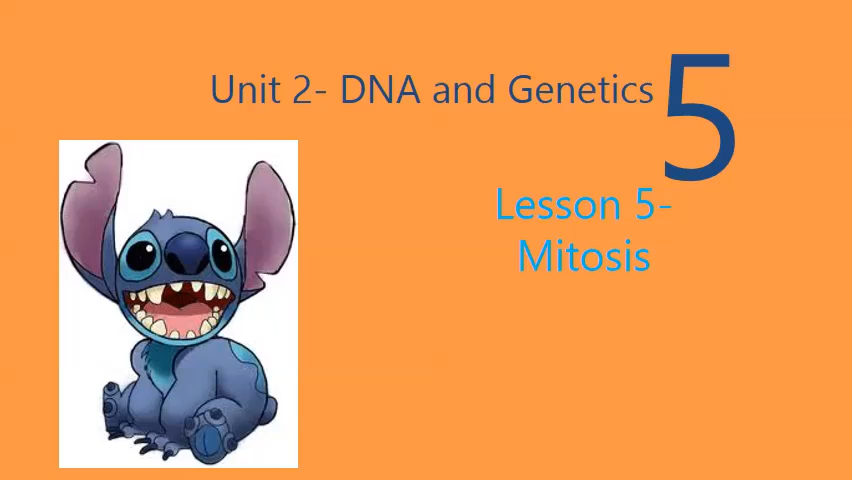 Unit 2- DNA and Genetics
5
Lesson 5-
Mitosis